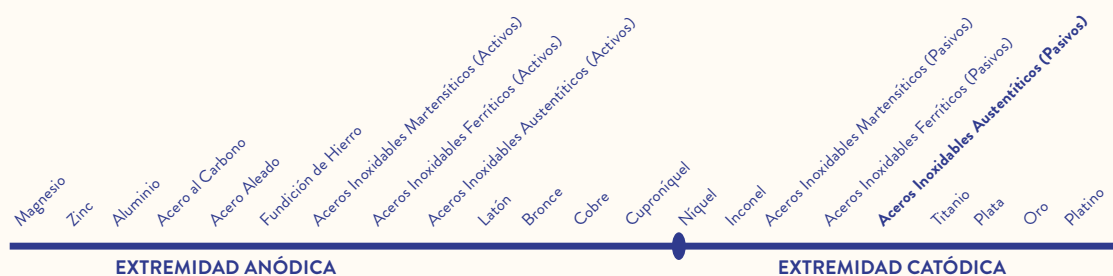 Magnesio
Zinc
Aluminio
Acero al Carbono
Acero Aleado
Fundición de Hierro
Aceros Inoxidables Martensíticos (Activos)
Aceros Inoxidables Ferríticos (Activos)
Aceros Inoxidables Austentíticos (Activos)
Latón
Bronce
Cobre
Cuproníquel
Níquel
Inconel
Aceros Inoxidables Martensíticos (Pasivos)
Aceros Inoxidables Ferríticos (Pasivos)
Aceros Inoxidables Austentíticos (Pasivos)
Titanio
Plata
Oro
Platino
EXTREMIDAD ANÓDICA
EXTREMIDAD CATÓDICA